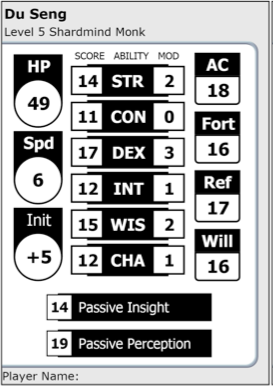 Du Seng
Level 5 Shardmind Monk
SCORE ABILITY MOD
HP
49
14 STR 2
AC
18
11 CON 0
Fort
16
Spd
6
17 DEX 3
12 INT 1
Ref
17
Init
+5
15 WIS 2
Will
16
12 CHA 1
14 Passive Insight
19 Passive Perception
Player Name: